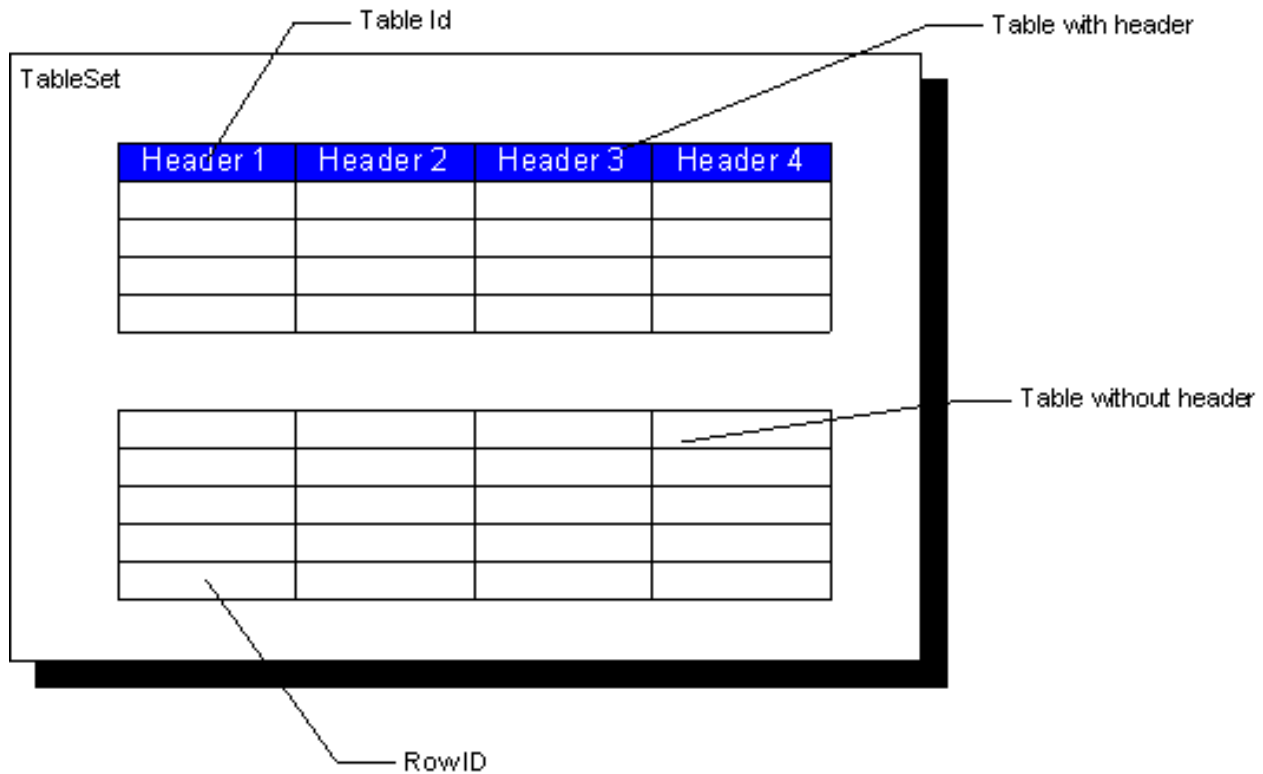 Table Id
Table with header
TableSet
Header 1 Header 2 Header 3 Header 4
Table without header
RowID